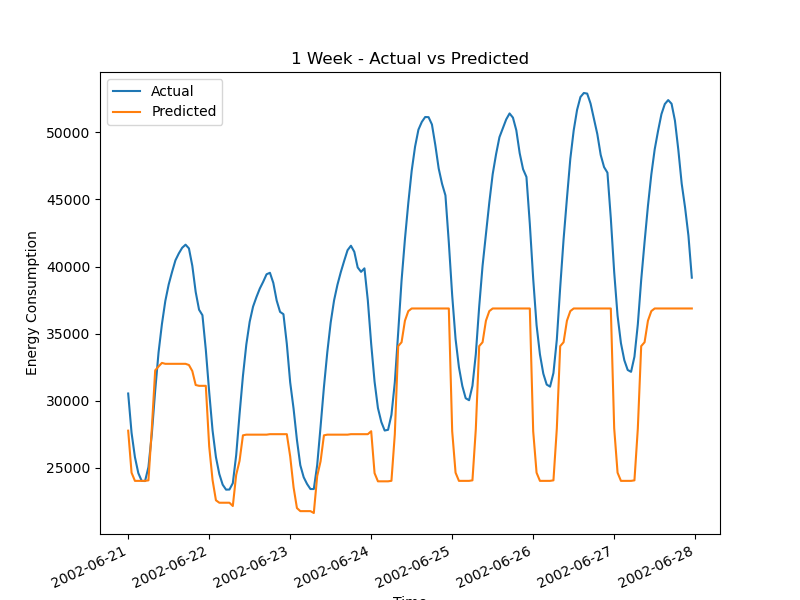 1 Week - Actual vs Predicted
Actual
Predicted
50000
45000
40000
35000
30000
25000
Energy Consumption
2002-06-21
2002-06-22
2002-06-23
2002-06-24
2002-06-25
2002-06-26
2002-06-27
2002-06-28
Time